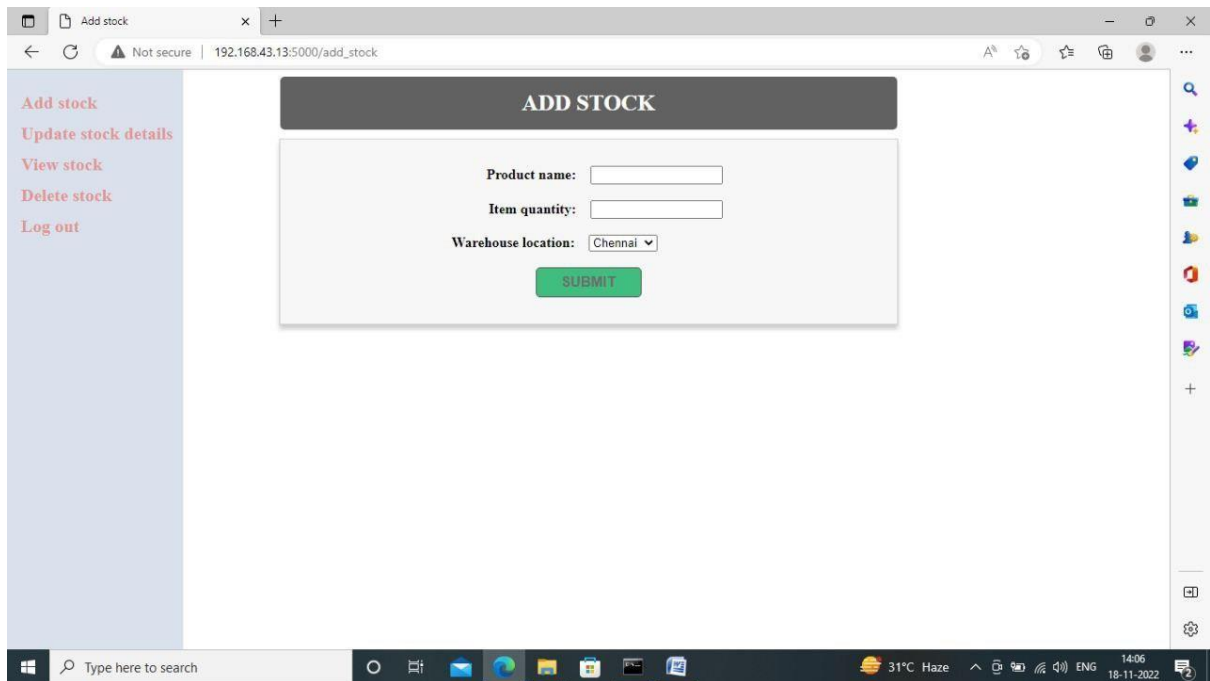 Add stock
Not secure | 192.168.43.13:5000/add_stock
Add stock
Update stock details
View stock
Delete stock
Log out
ADD STOCK
Product name:
Item quantity:
Warehouse location: Chennai
SUBMIT
Type here to search
31°C Haze
ENG
14:06
18-11-2022
2